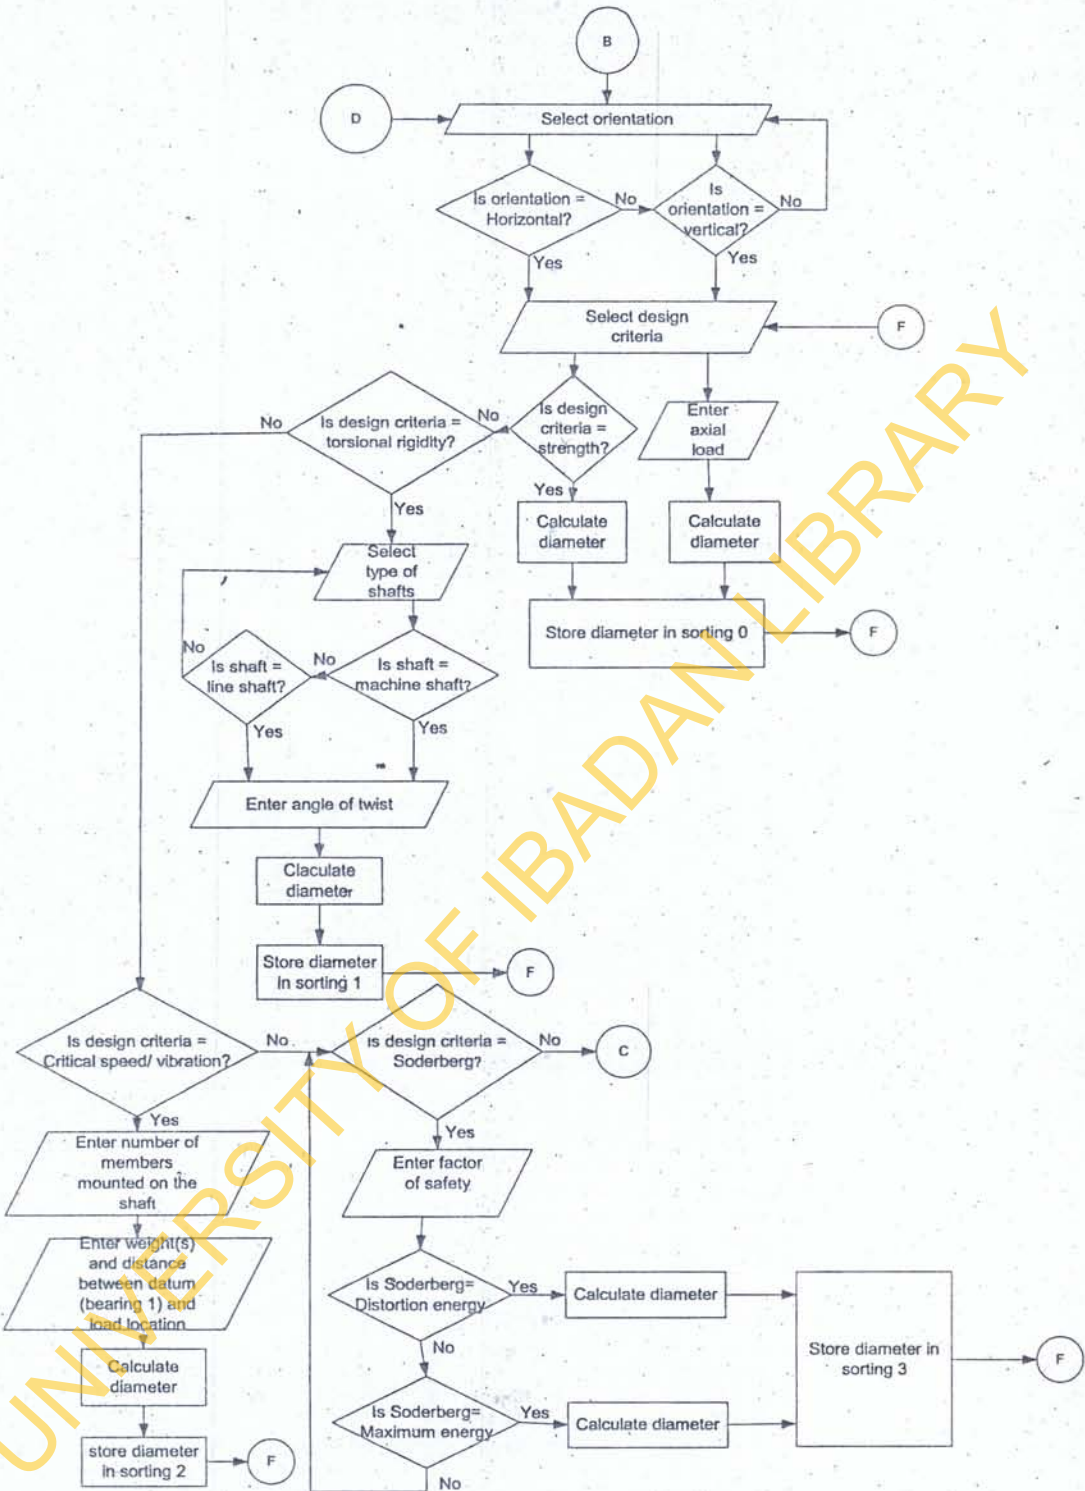 B
D
Select orientation
Is orientation =
Horizontal?
No
Is
orientation =
vertical?
No
Yes
Yes
Select design
criteria
F
No
Is design criteria =
torsional rigidity?
No
Is design
criteria =
strength?
Enter
axial
load
Yes
Yes
Calculate
diameter
Calculate
diameter
Select
type of
shafts
Store diameter in sorting 0
F
No
Is shaft =
line shaft?
No
Is shaft =
machine shaft?
Yes
Yes
Enter angle of twist
Claculate
diameter
Store diameter
in sorting 1
F
Is design criteria =
Critical speed/ vibration?
No
is design criteria =
Soderberg?
No
C
Yes
Yes
Enter number of
members
mounted on the
shaft
Enter factor
of safety
Enter weight(s)
and distance
between datum
(bearing 1) and
load location
Is Soderberg=
Distortion energy
Yes
Calculate diameter
No
Store diameter in
sorting 3
F
Calculate
diameter
Is Soderberg=
Maximum energy
Yes
Calculate diameter
store diameter
in sorting 2
F
No
UNIVERSITY OF IBADAN LIBRARY